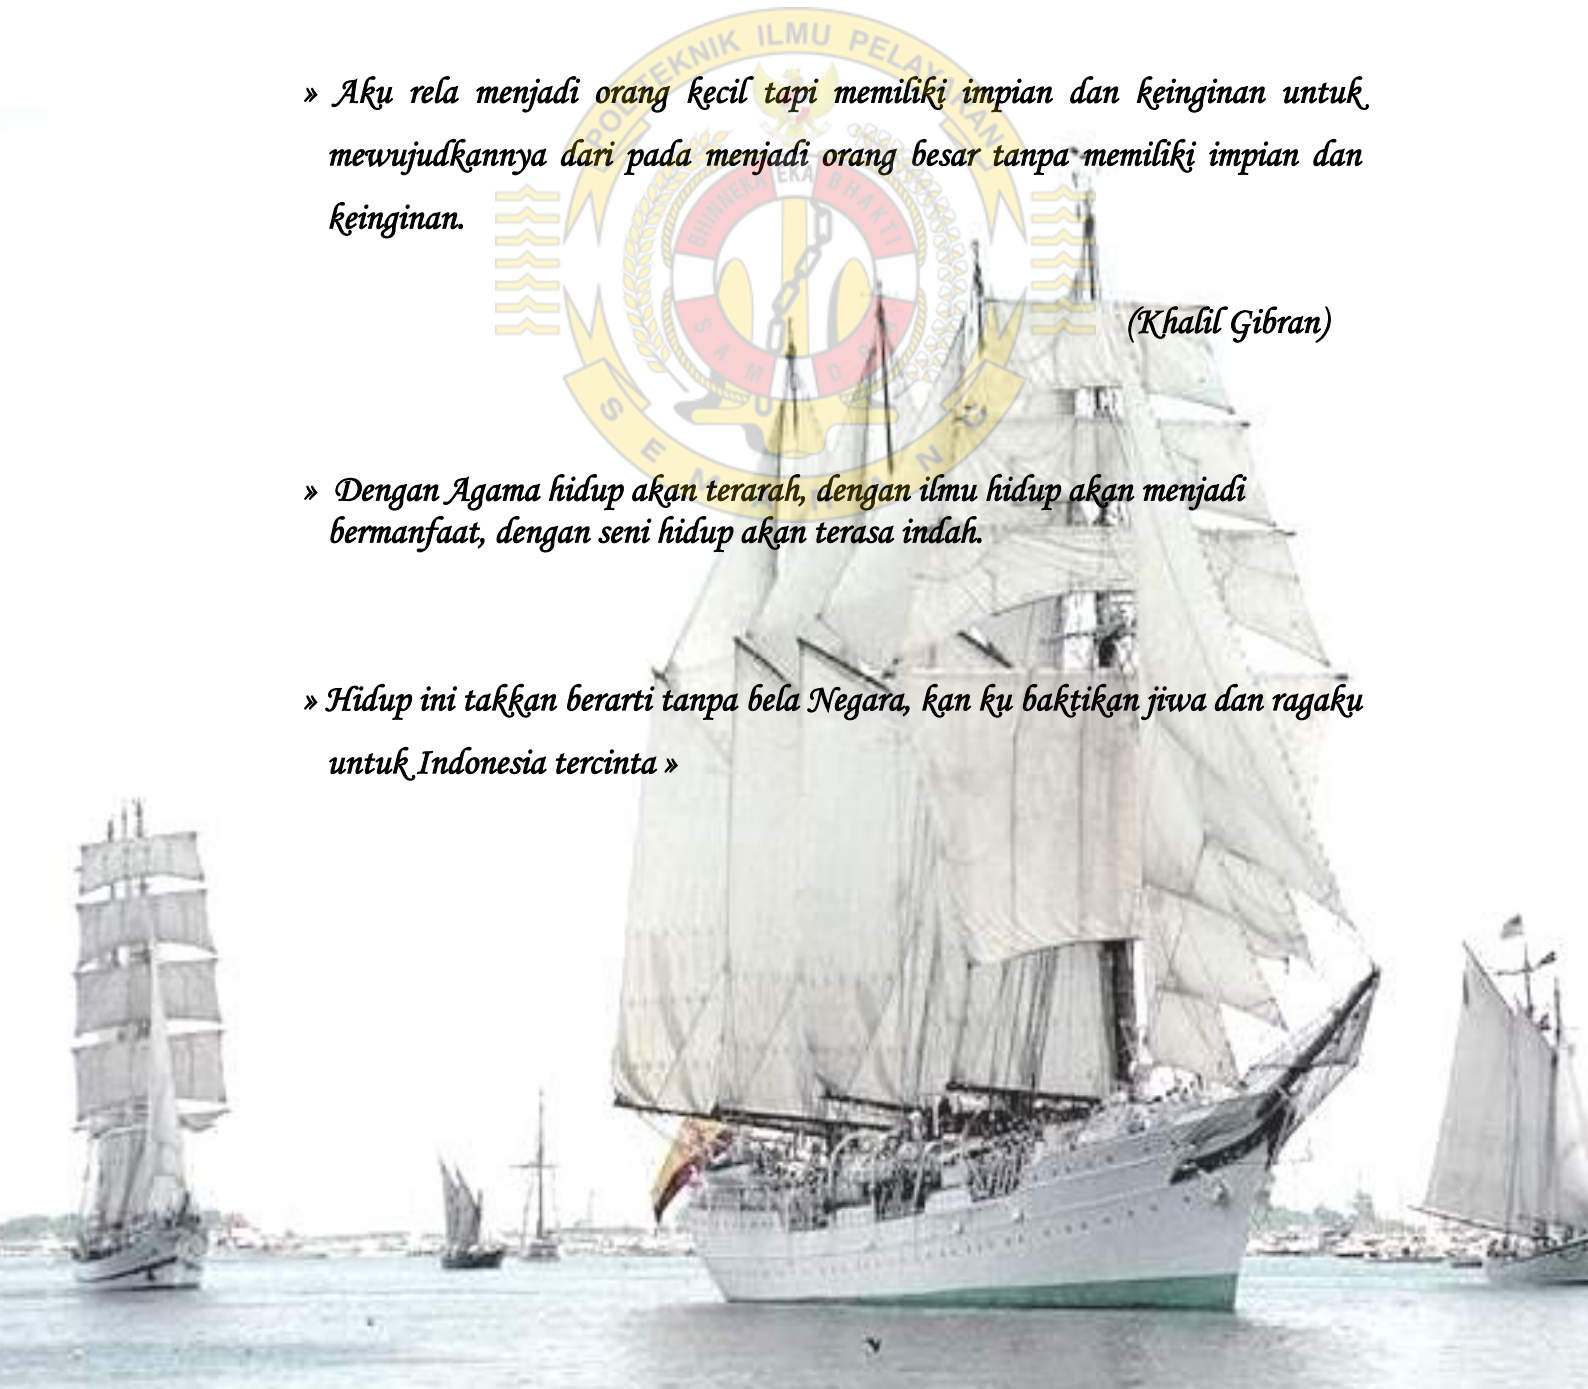 POLITEKNIK ILMU PELAYARAN
» Aku rela menjadi orang kecil tapi memiliki impian dan keinginan untuk
mewujudkannya dari pada menjadi orang besar tanpa memiliki impian dan
keinginan.
BHINNEKA EKA BHAKTI
SAMUDRA
(Khalil Gibran)
SEMARANG
» Dengan Agama hidup akan terarah, dengan ilmu hidup akan menjadi
bermanfaat, dengan seni hidup akan terasa indah.
» Hidup ini takkan berarti tanpa bela Negara, kan ku baktikan jiwa dan ragaku
untuk Indonesia tercinta »